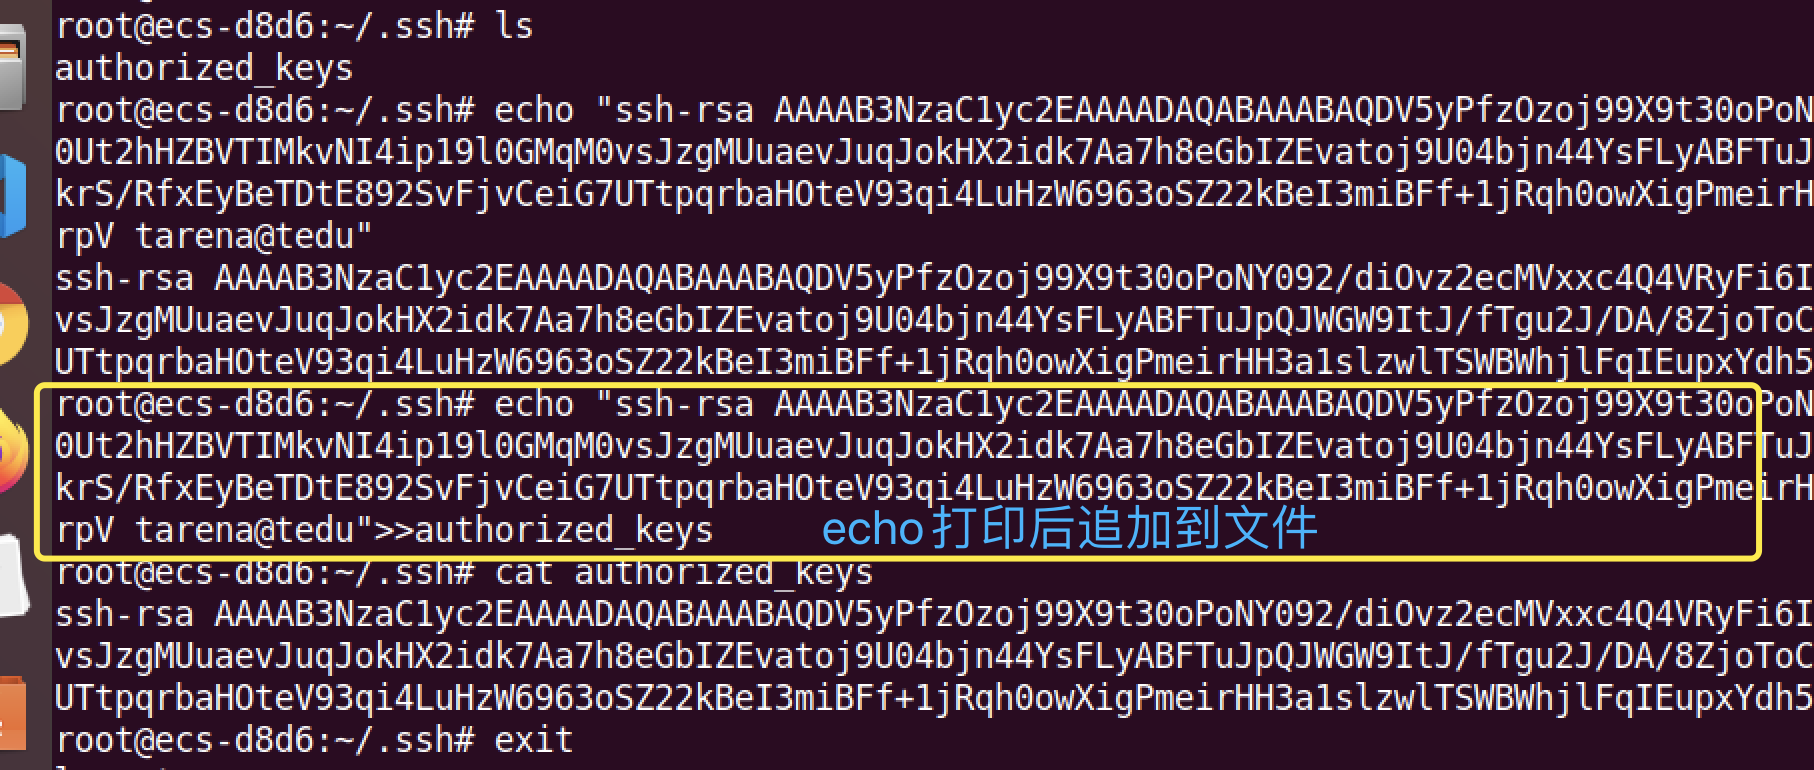 root@ecs-d8d6:~/.ssh# ls
authorized_keys
root@ecs-d8d6:~/.ssh# echo "ssh-rsa AAAAB3NzaC1yc2EAAAADAQABAAABAQDV5yPfzOzoj99X9t30oPoN
0Ut2hHZBVTIMkvNI4ip19l0GMqM0vsJzgMUuaevJuqJokHX2idk7Aa7h8eGbIZEvatoj9U04bjn44YsFLyABFTuJ
krS/RfxEyBeTDtE892SvFjvCeiG7UTtpqrbaHOteV93qi4LuHzW6963oSZ22kBeI3miBFf+1jRqh0owXigPmeirH
rpV tarena@tedu"
ssh-rsa AAAAB3NzaC1yc2EAAAADAQABAAABAQDV5yPfzOzoj99X9t30oPoNY092/diOvz2ecMVxxc4Q4VRyFi6I
vsJzgMUuaevJuqJokHX2idk7Aa7h8eGbIZEvatoj9U04bjn44YsFLyABFTuJpQJWGW9ItJ/fTgu2J/DA/8ZjoToC
UTtpqrbaHOteV93qi4LuHzW6963oSZ22kBeI3miBFf+1jRqh0owXigPmeirHH3a1slzwlTSWBWhjlFqIEupxYdh5
root@ecs-d8d6:~/.ssh# echo "ssh-rsa AAAAB3NzaC1yc2EAAAADAQABAAABAQDV5yPfzOzoj99X9t30oPoN
0Ut2hHZBVTIMkvNI4ip19l0GMqM0vsJzgMUuaevJuqJokHX2idk7Aa7h8eGbIZEvatoj9U04bjn44YsFLyABFTuJ
krS/RfxEyBeTDtE892SvFjvCeiG7UTtpqrbaHOteV93qi4LuHzW6963oSZ22kBeI3miBFf+1jRqh0owXigPmeirH
rpV tarena@tedu">>authorized_keys echo打印后追加到文件
root@ecs-d8d6:~/.ssh# cat authorized_keys
ssh-rsa AAAAB3NzaC1yc2EAAAADAQABAAABAQDV5yPfzOzoj99X9t30oPoNY092/diOvz2ecMVxxc4Q4VRyFi6I
vsJzgMUuaevJuqJokHX2idk7Aa7h8eGbIZEvatoj9U04bjn44YsFLyABFTuJpQJWGW9ItJ/fTgu2J/DA/8ZjoToC
UTtpqrbaHOteV93qi4LuHzW6963oSZ22kBeI3miBFf+1jRqh0owXigPmeirHH3a1slzwlTSWBWhjlFqIEupxYdh5
root@ecs-d8d6:~/.ssh# exit